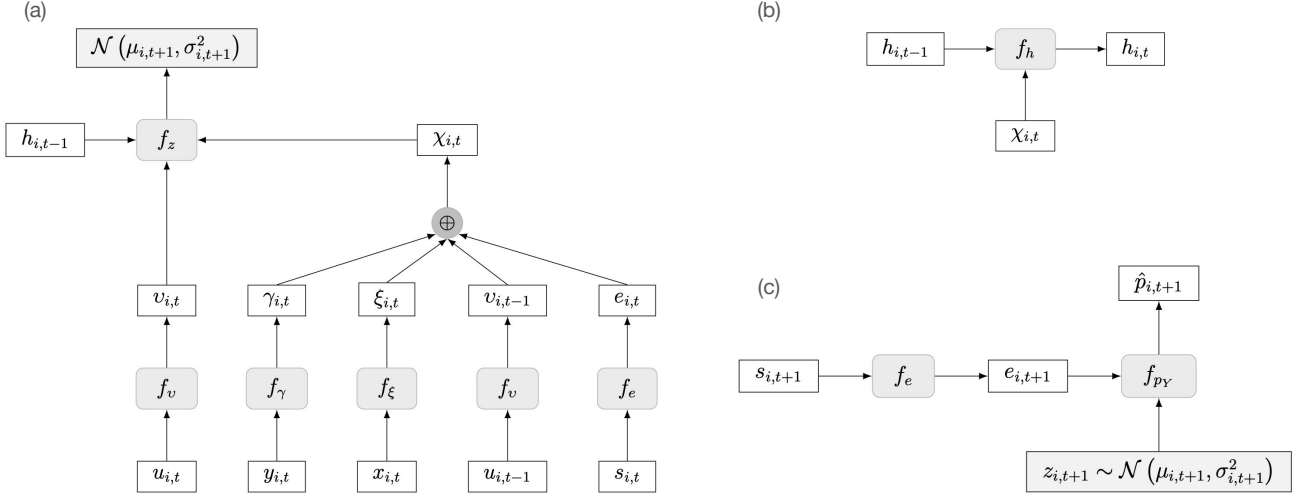 (a)
𝒩 (μ_{i,t+1}, σ²_{i,t+1})
h_{i,t−1}
f_z
χ_{i,t}
⊕
υ_{i,t}
γ_{i,t}
ξ_{i,t}
υ_{i,t−1}
e_{i,t}
f_υ
f_γ
f_ξ
f_υ
f_e
u_{i,t}
y_{i,t}
x_{i,t}
u_{i,t−1}
s_{i,t}
(b)
h_{i,t−1}
f_h
h_{i,t}
χ_{i,t}
(c)
p̂_{i,t+1}
s_{i,t+1}
f_e
e_{i,t+1}
f_{p_Y}
z_{i,t+1} ∼ 𝒩 (μ_{i,t+1}, σ²_{i,t+1})